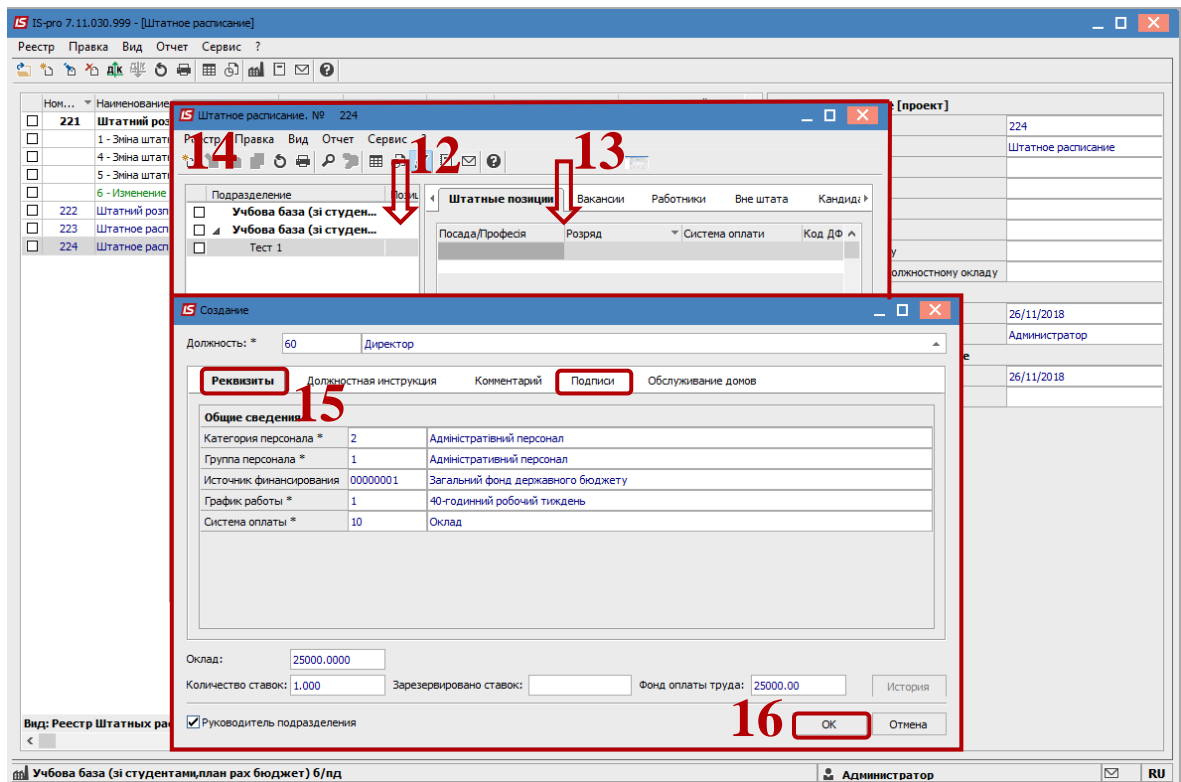 IS-pro 7.11.030.999 - [Штатное расписание]
Реестр Правка Вид Отчет Сервис ?
Ном... Наименование
[проект]
221 Штатний роз
1 - Зміна штат
4 - Зміна штат
5 - Зміна штат
6 - Изменение
222 Штатний розп
223 Штатное расп
224 Штатное расп
224
Штатное расписание
олжностному окладу
26/11/2018
Администратор
26/11/2018
Штатное расписание. № 224
Реестр Правка Вид Отчет Сервис ?
14 12 13
Подразделение Позиц
Учбова база (зі студен...
Учбова база (зі студен...
Тест 1
Штатные позиции Вакансии Работники Вне штата Кандида
Посада/Професія Розряд Система оплати Код ДФ
Создание
Должность: * 60 Директор
Реквизиты Должностная инструкция Комментарий Подписи Обслуживание домов
15
Общие сведения
Категория персонала * 2 Адміністратівний персонал
Группа персонала * 1 Адміністративний персонал
Источник финансирования 00000001 Загальний фонд державного бюджету
График работы * 1 40-годинний робочий тиждень
Система оплаты * 10 Оклад
Оклад: 25000.0000
Количество ставок: 1.000 Зарезервировано ставок: Фонд оплаты труда: 25000.00 История
Руководитель подразделения
16 OK Отмена
Вид: Реестр Штатных рас
Учбова база (зі студентами,план рах бюджет) б/пд Администратор RU